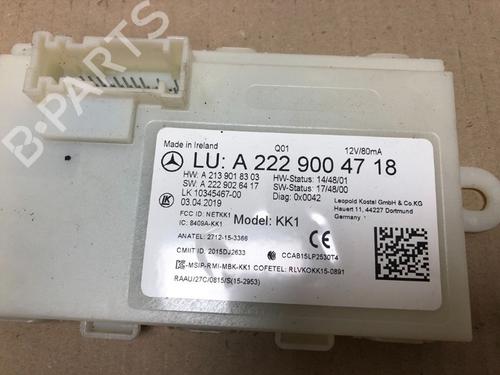 B-PARTS
Made in Ireland
Q01
12V/80mA
LU: A 222 900 47 18
HW: A 213 901 83 03
HW-Status: 14/48/01
SW: A 222 902 64 17
SW-Status: 17/48/00
LK 10345467-00
Diag: 0x0042
03.04.2019
Leopold Kostal GmbH & Co.KG
Hauert 11, 44227 Dortmund
Germany
LK
FCC ID: NETKK1
IC: 8409A-KK1
Model: KK1
ANATEL: 2712-15-3366
CMIIT ID: 2015DJ2633
CCAB15LP2530T4
MSIP-RMI-MBK-KK1
COFETEL: RLVKOKK15-0891
RAAU/27C/0815/S(15-2953)